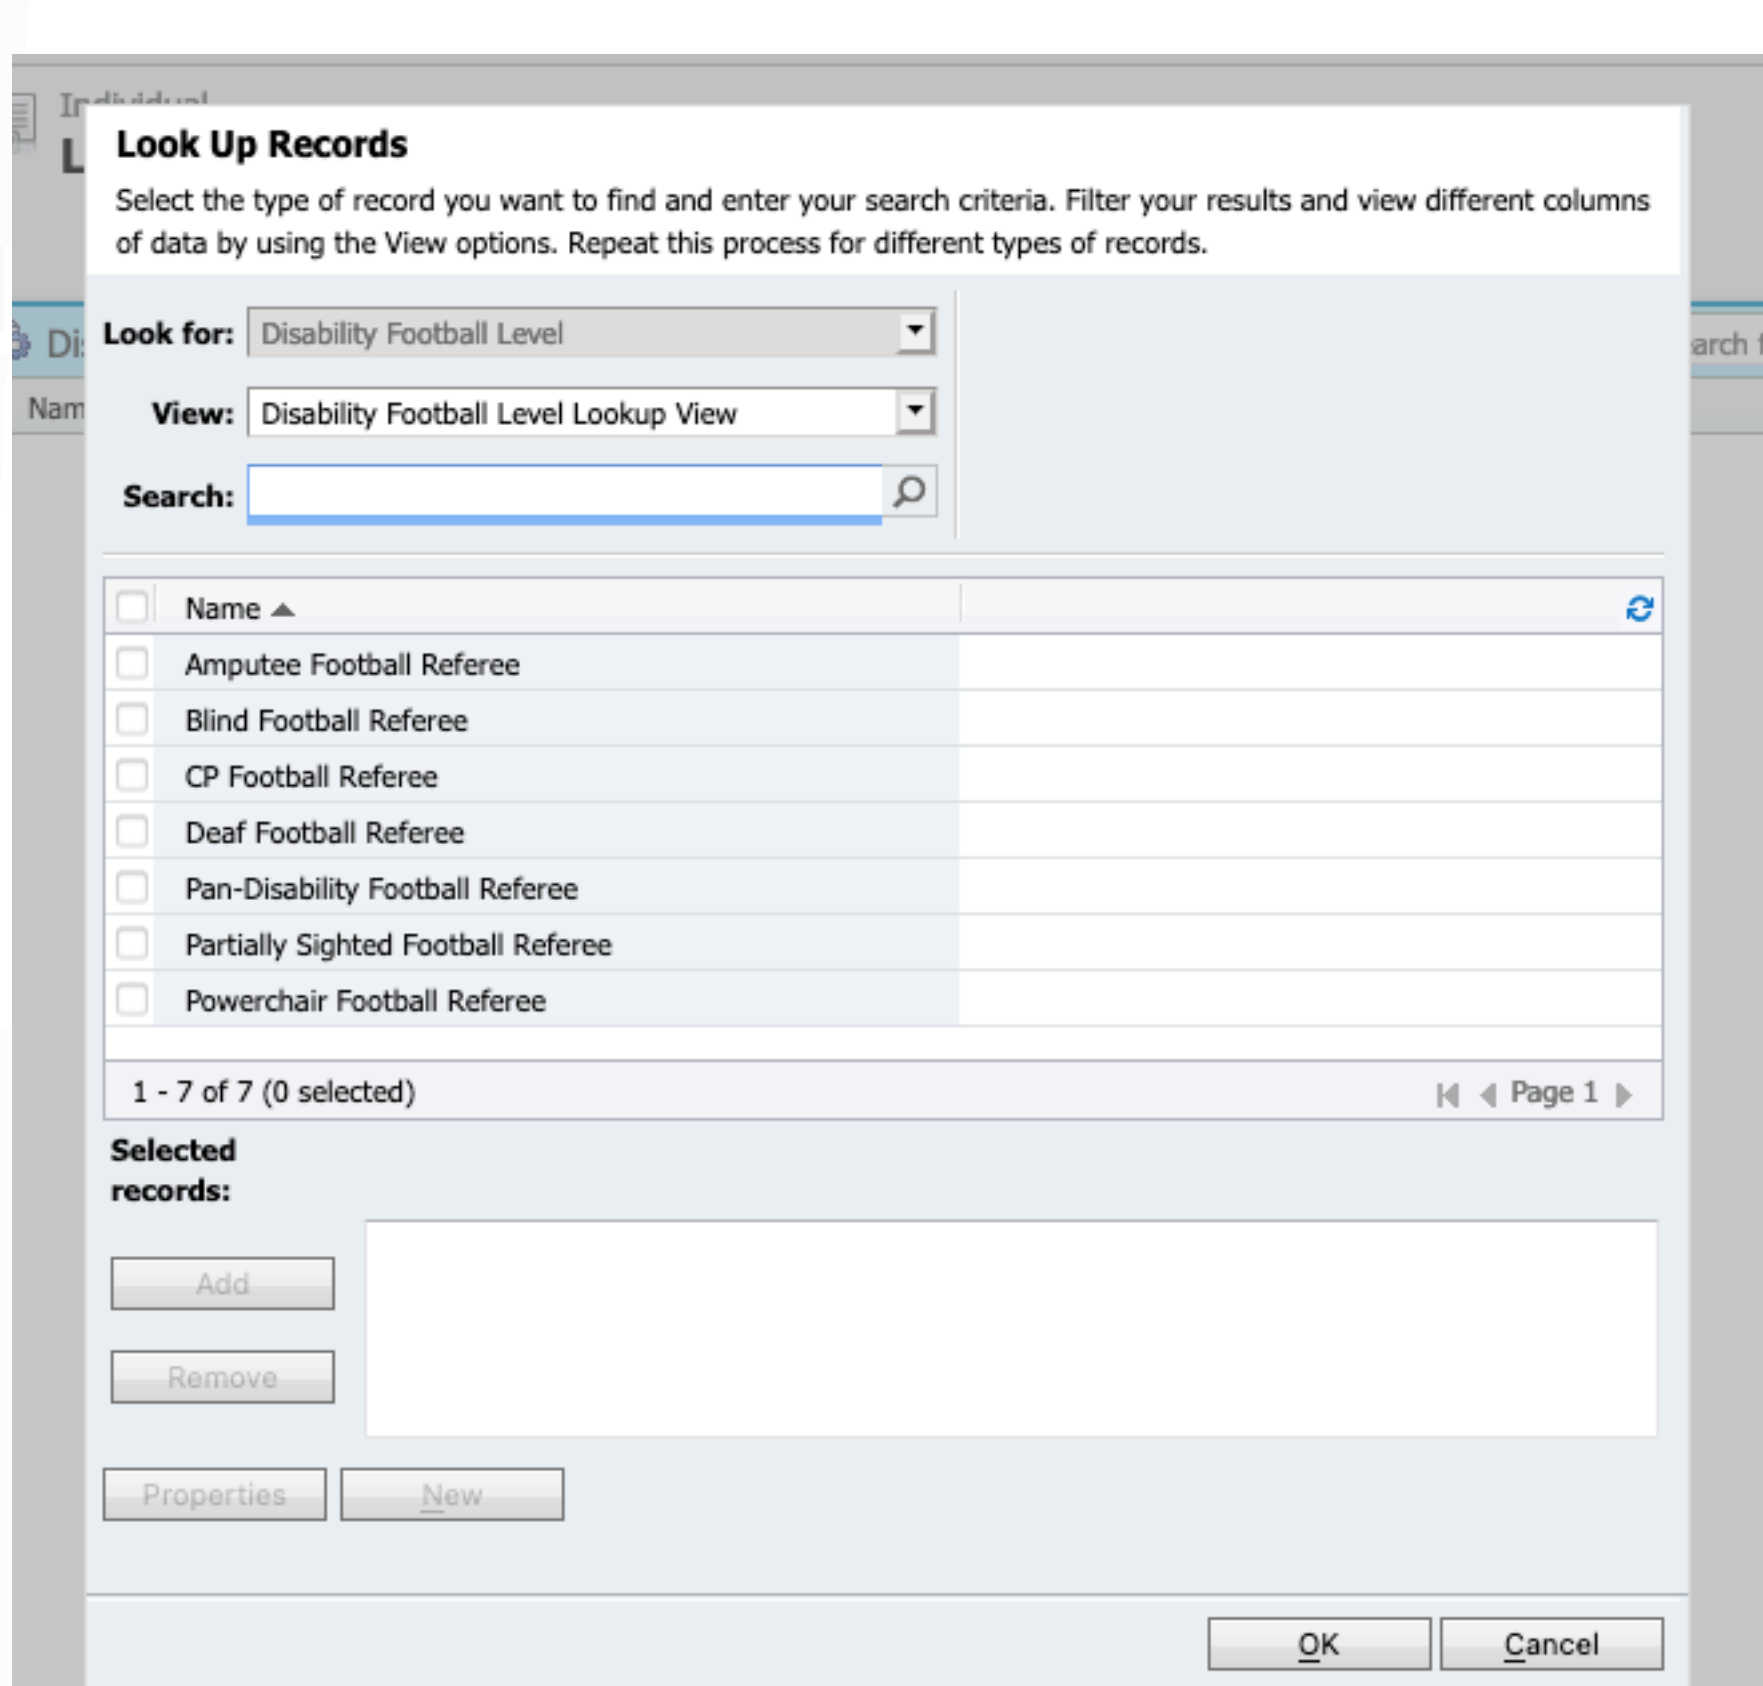 Individual
L
Look Up Records
Select the type of record you want to find and enter your search criteria. Filter your results and view different columns
of data by using the View options. Repeat this process for different types of records.
Look for: Disability Football Level
Di
arch f
View: Disability Football Level Lookup View
Nam
Search:
Name
Amputee Football Referee
Blind Football Referee
CP Football Referee
Deaf Football Referee
Pan-Disability Football Referee
Partially Sighted Football Referee
Powerchair Football Referee
1 - 7 of 7 (0 selected)
Page 1
Selected
records:
Add
Remove
Properties
New
OK
Cancel